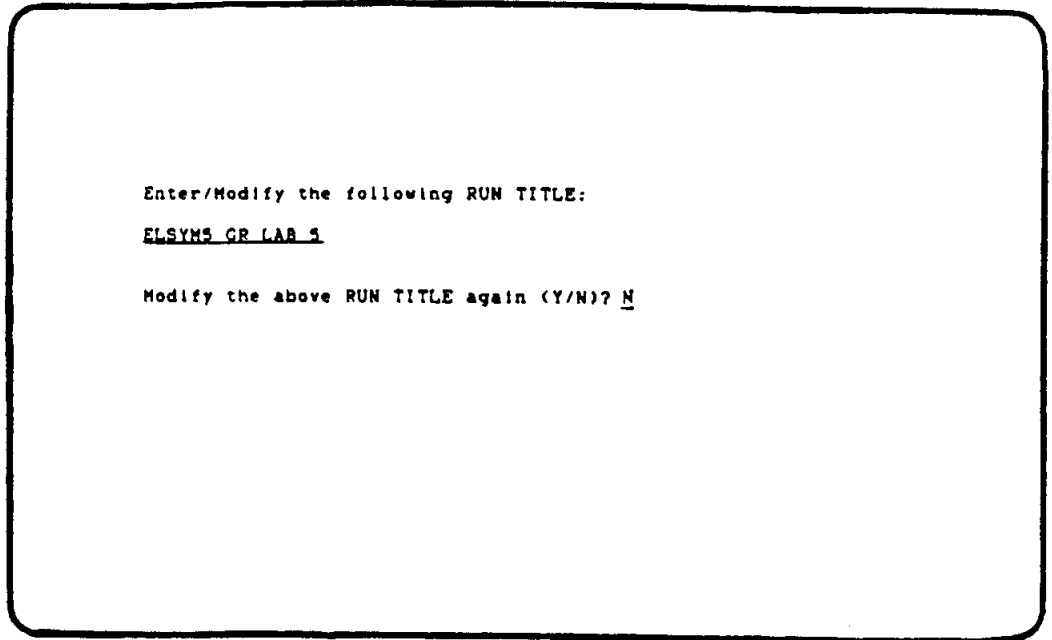 Enter/Modify the following RUN TITLE:
ELSYM5 GR LAB 5
Modify the above RUN TITLE again (Y/N)? N